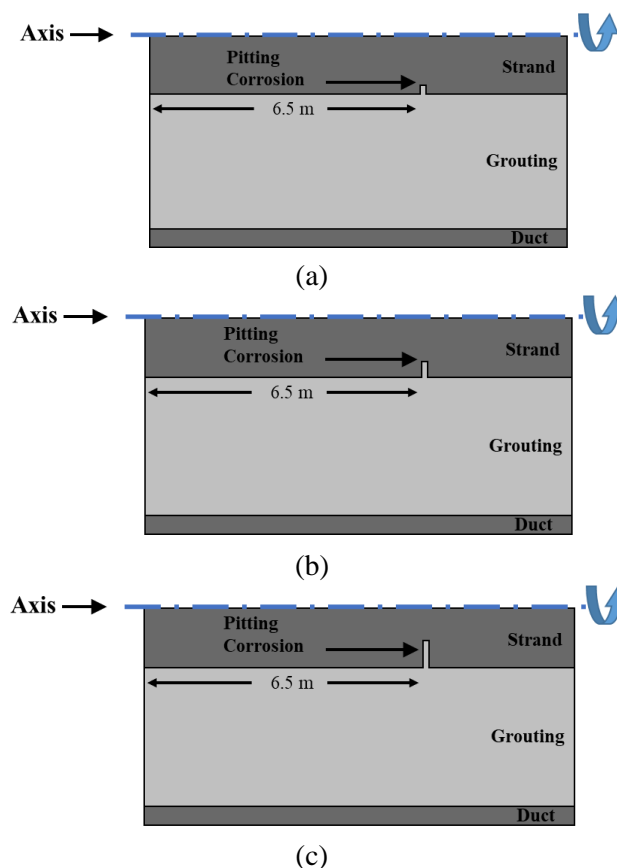 Axis
Pitting
Corrosion
Strand
6.5 m
Grouting
Duct
(a)
Axis
Pitting
Corrosion
Strand
6.5 m
Grouting
Duct
(b)
Axis
Pitting
Corrosion
Strand
6.5 m
Grouting
Duct
(c)